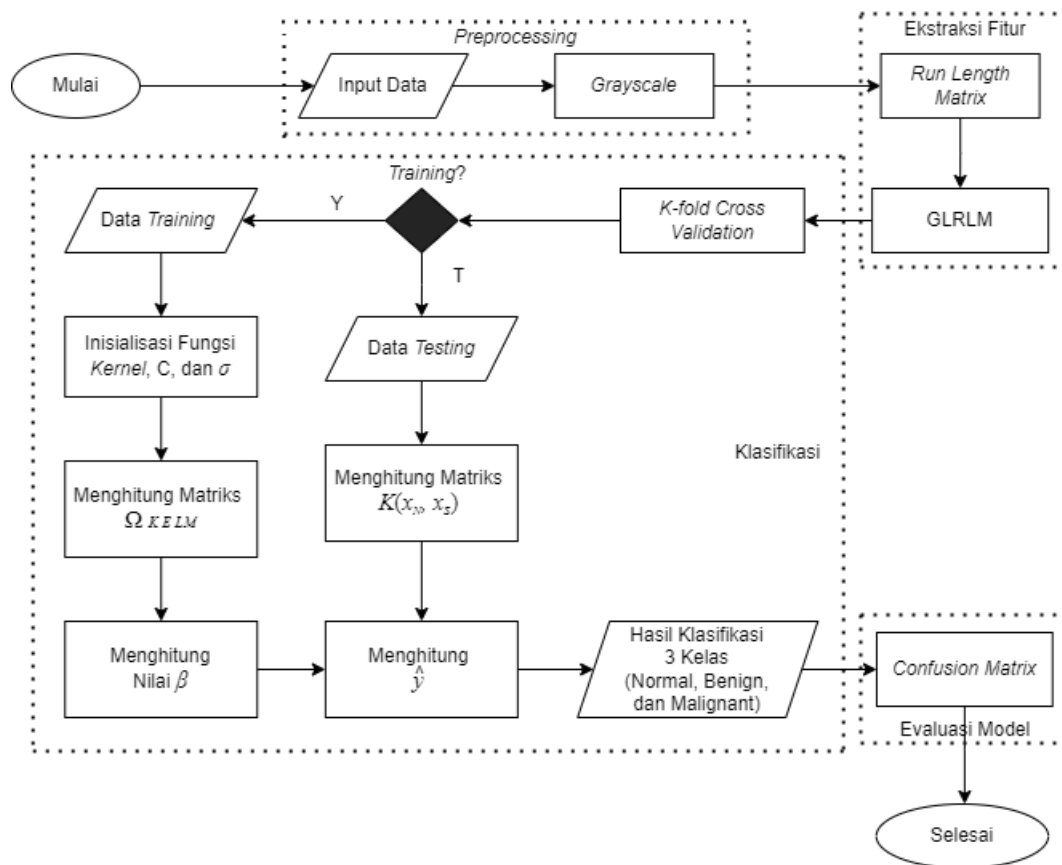 Preprocessing
Ekstraksi Fitur
Mulai
Input Data
Grayscale
Run Length
Matrix
Training?
Data Training
Y
K-fold Cross
Validation
GLRLM
T
Inisialisasi Fungsi
Kernel, C, dan σ
Data Testing
Klasifikasi
Menghitung Matriks
Ω KELM
Menghitung Matriks
K(x_N, x_s)
Menghitung
Nilai β
Menghitung
ŷ
Hasil Klasifikasi
3 Kelas
(Normal, Benign,
dan Malignant)
Confusion Matrix
Evaluasi Model
Selesai